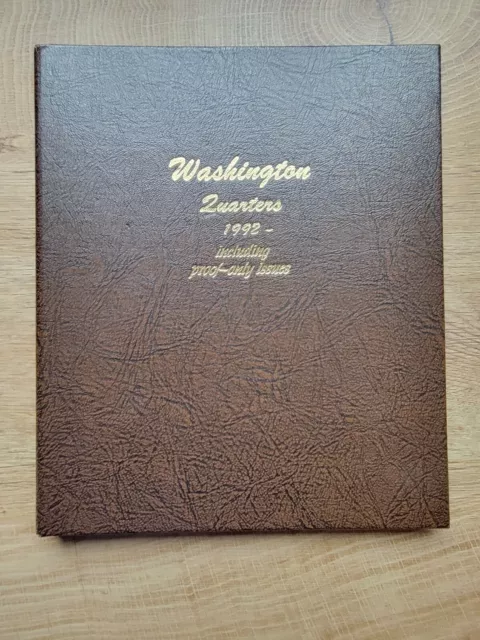 Washington
Quarters
1992 -
including
proof-only issues